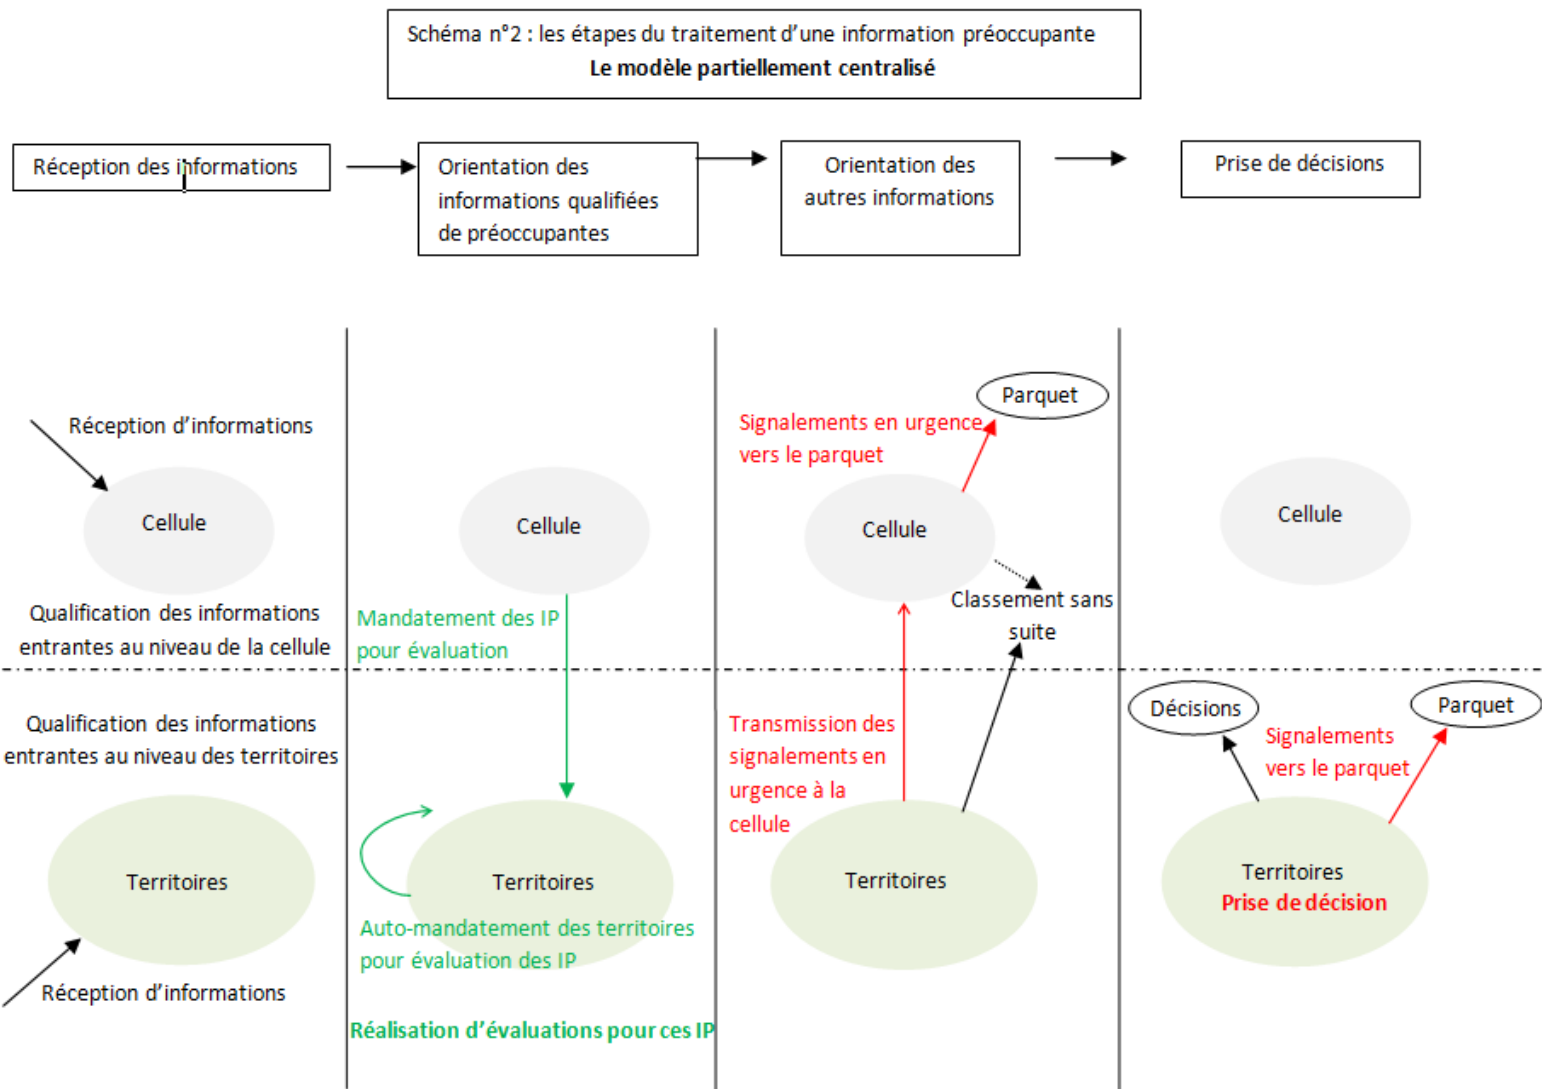 Schéma n°2 : les étapes du traitement d'une information préoccupante
Le modèle partiellement centralisé
Réception des informations
Orientation des
informations qualifiées
de préoccupantes
Orientation des
autres informations
Prise de décisions
Réception d'informations
Cellule
Qualification des informations
entrantes au niveau de la cellule
Qualification des informations
entrantes au niveau des territoires
Territoires
Réception d'informations
Cellule
Mandatement des IP
pour évaluation
Territoires
Auto-mandatement des territoires
pour évaluation des IP
Réalisation d'évaluations pour ces IP
Parquet
Signalements en urgence
vers le parquet
Cellule
Classement sans
suite
Transmission des
signalements en
urgence à la
cellule
Territoires
Cellule
Décisions
Parquet
Signalements
vers le parquet
Territoires
Prise de décision